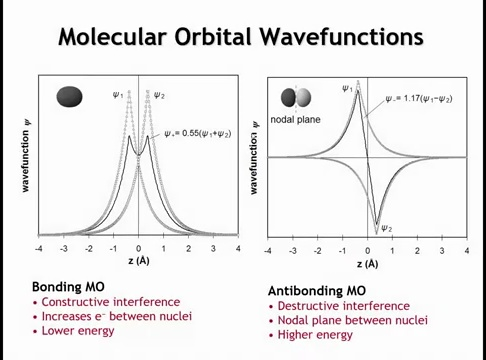 Molecular Orbital Wavefunctions
wavefunction ψ
ψ₁
ψ₂
ψ₊= 0.55(ψ₁+ψ₂)
-4 -3 -2 -1 0 1 2 3 4
z (Å)
wavefunction ψ
nodal plane
ψ₁
ψ₋= 1.17(ψ₁−ψ₂)
ψ₂
-4 -3 -2 -1 0 1 2 3 4
z (Å)
Bonding MO
• Constructive interference
• Increases e⁻ between nuclei
• Lower energy
Antibonding MO
• Destructive interference
• Nodal plane between nuclei
• Higher energy